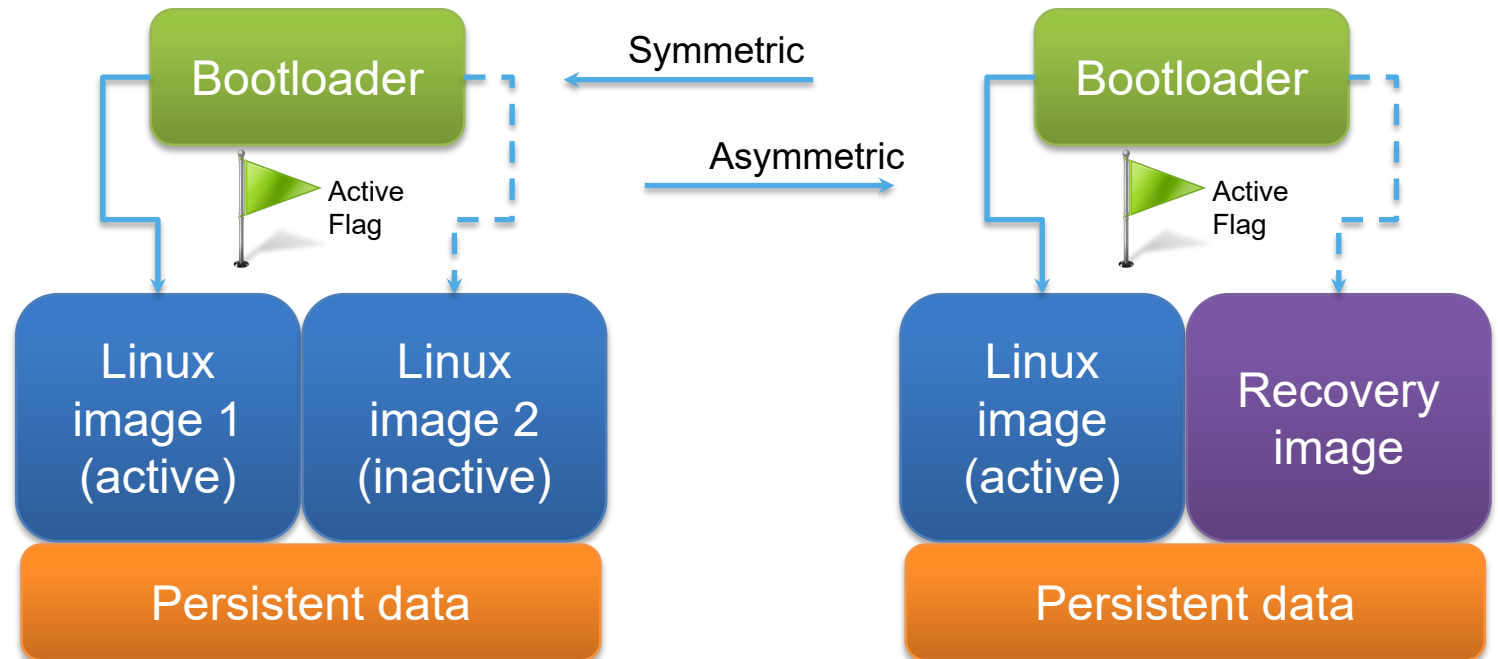 Bootloader
Active
Flag
Linux
image 1
(active)
Linux
image 2
(inactive)
Persistent data
Symmetric
Asymmetric
Bootloader
Active
Flag
Linux
image
(active)
Recovery
image
Persistent data